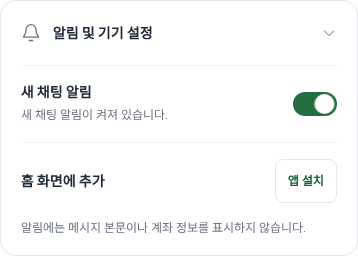 알림 및 기기 설정
새 채팅 알림
새 채팅 알림이 켜져 있습니다.
홈 화면에 추가
앱 설치
알림에는 메시지 본문이나 계좌 정보를 표시하지 않습니다.